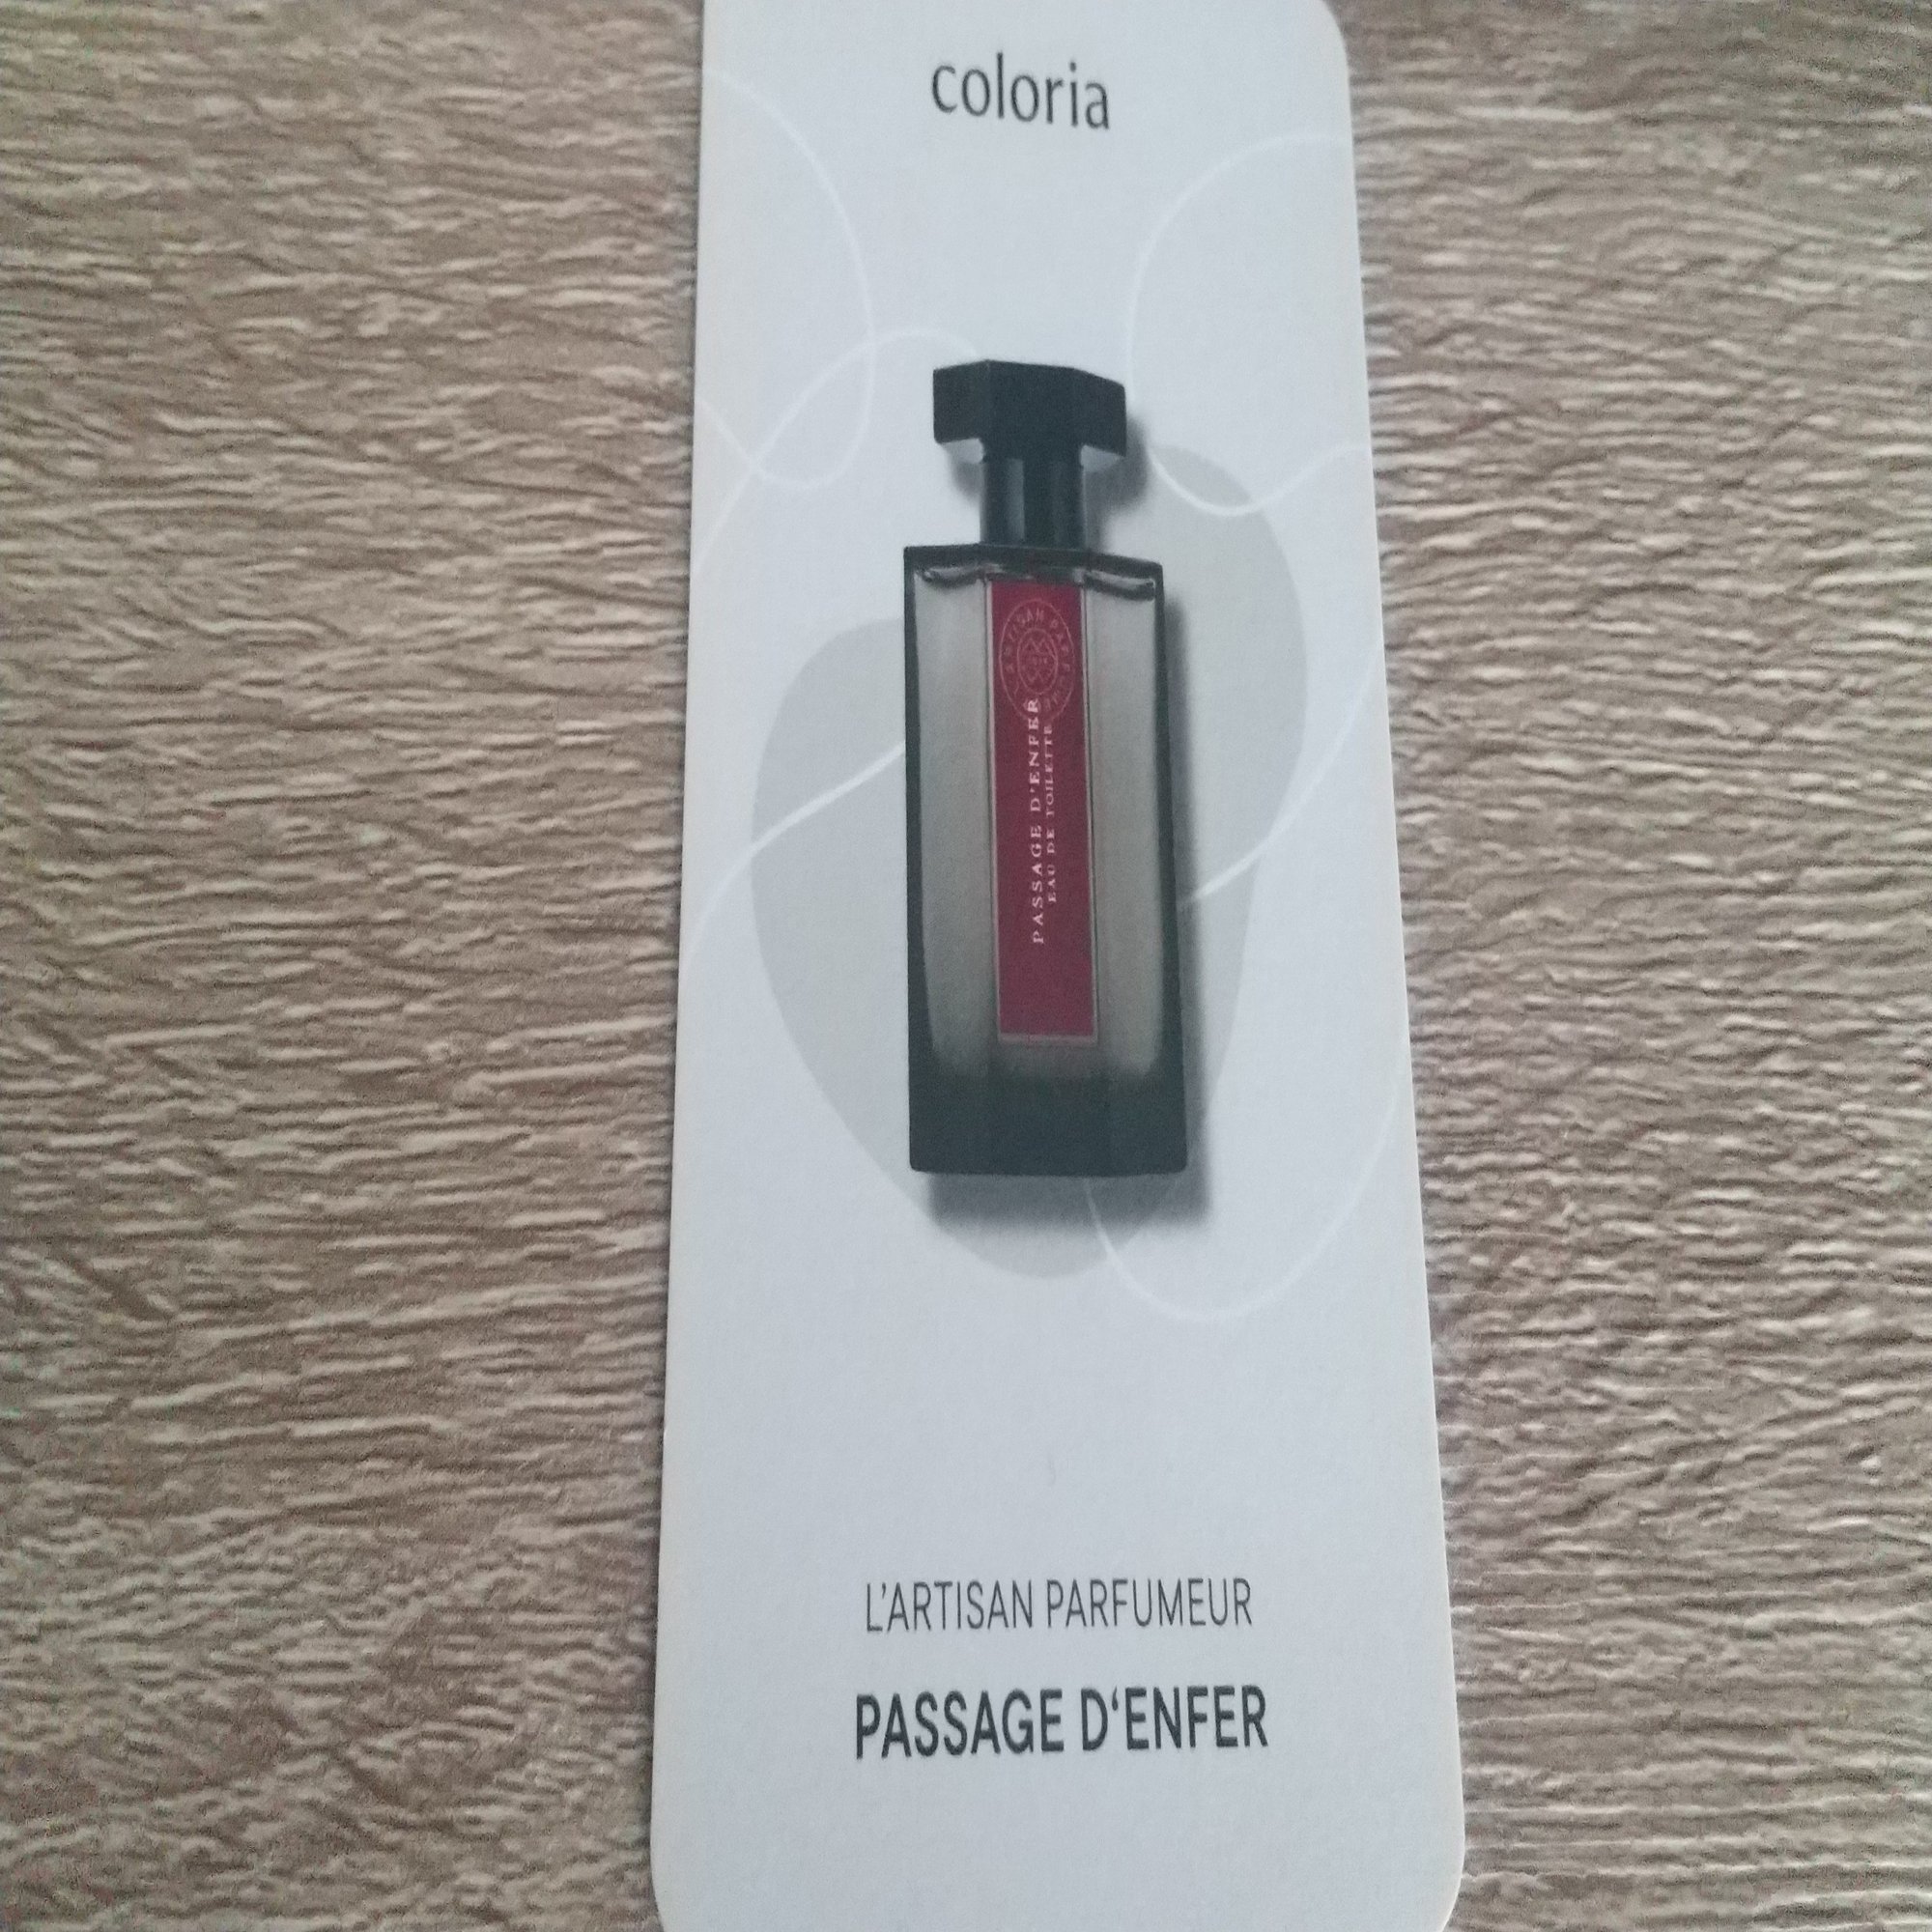 coloria
PASSAGE D'ENFER
EAU DE TOILETTE
L'ARTISAN PARFUMEUR
PASSAGE D‘ENFER